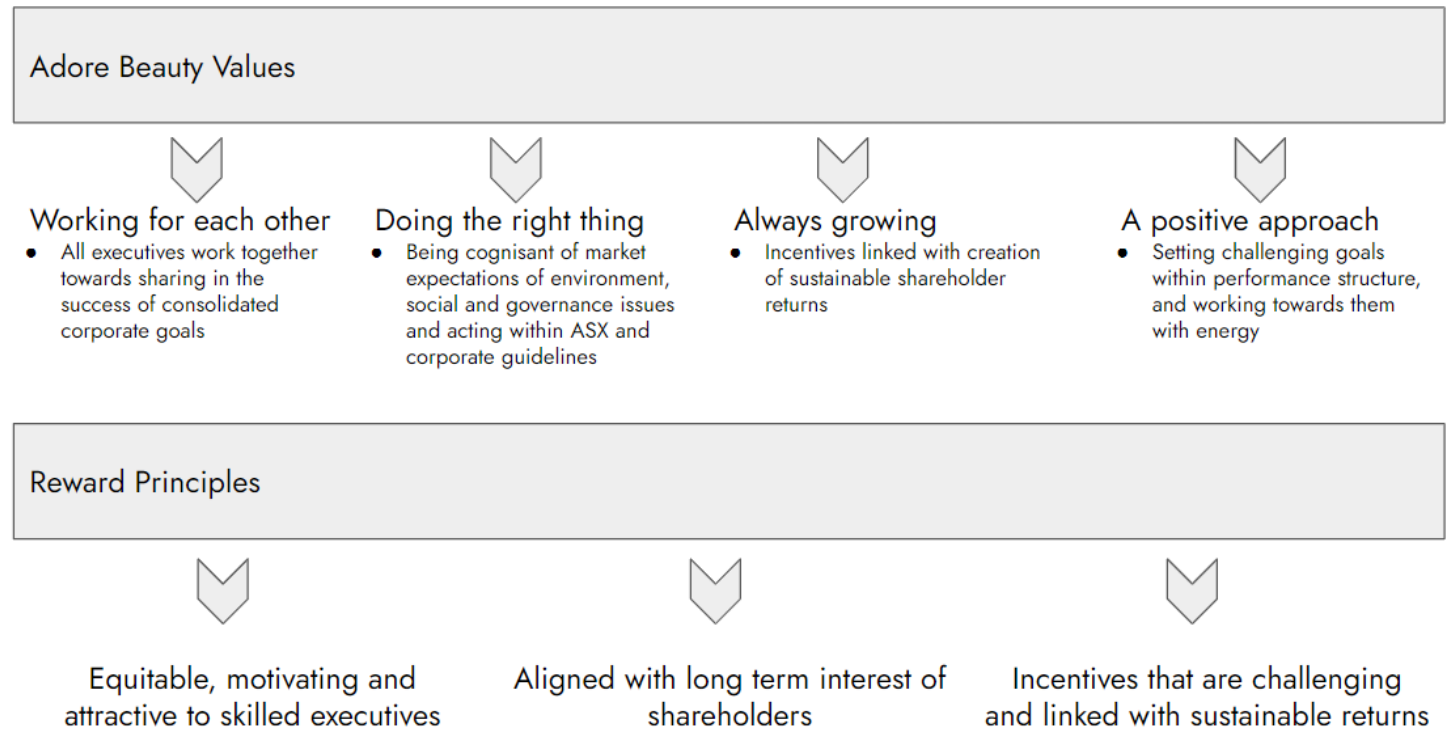 Adore Beauty Values
Working for each other
● All executives work together
towards sharing in the
success of consolidated
corporate goals
Doing the right thing
● Being cognisant of market
expectations of environment,
social and governance issues
and acting within ASX and
corporate guidelines
Always growing
● Incentives linked with creation
of sustainable shareholder
returns
A positive approach
● Setting challenging goals
within performance structure,
and working towards them
with energy
Reward Principles
Equitable, motivating and
attractive to skilled executives
Aligned with long term interest of
shareholders
Incentives that are challenging
and linked with sustainable returns